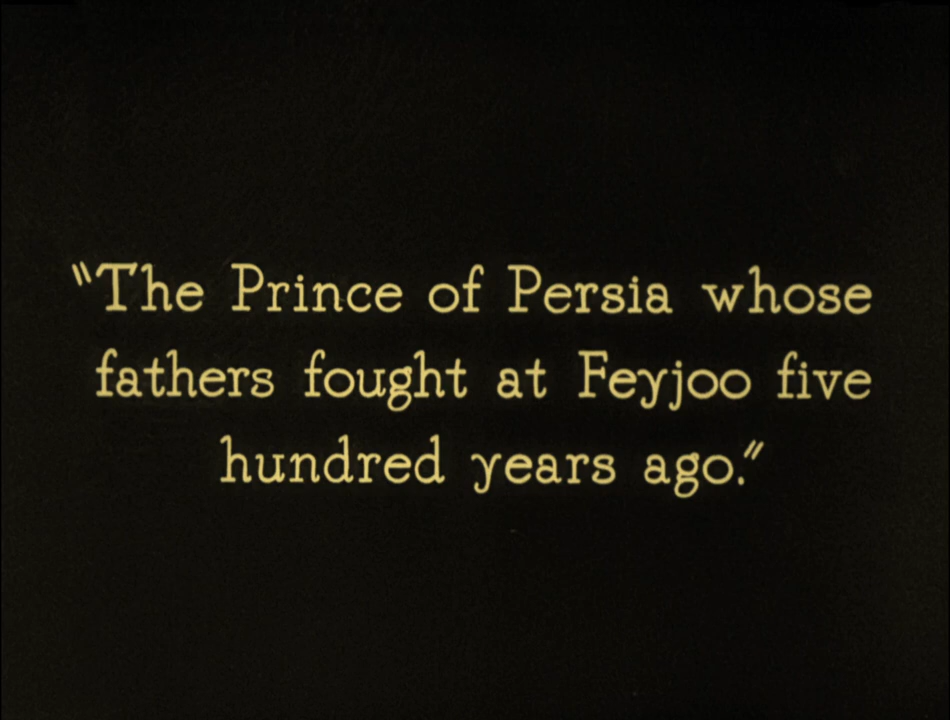 "The Prince of Persia whose
fathers fought at Feyjoo five
hundred years ago."